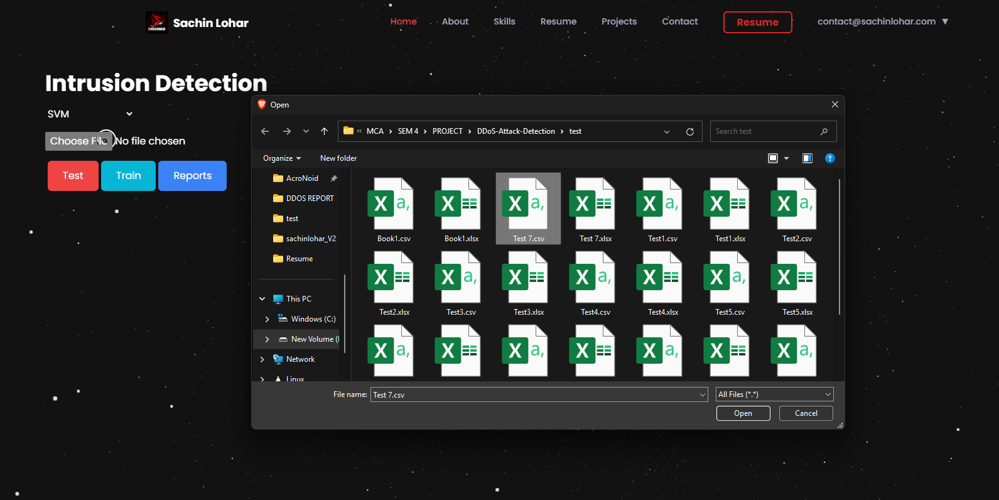 Sachin Lohar
Home About Skills Resume Projects Contact Resume contact@sachinlohar.com ▼
Intrusion Detection
SVM
Choose File No file chosen
Test Train Reports
Open
« MCA › SEM 4 › PROJECT › DDoS-Attack-Detection › test
Search test
Organize New folder
AcroNoid
DDOS REPORT
test
sachinlohar_V2
Resume
This PC
Windows (C:)
New Volume (
Network
Linux
Book1.csv Book1.xlsx Test 7.csv Test 7.xlsx Test1.csv Test1.xlsx Test2.csv
Test2.xlsx Test3.csv Test3.xlsx Test4.csv Test4.xlsx Test5.csv Test5.xlsx
File name: Test 7.csv All Files (*.*)
Open Cancel